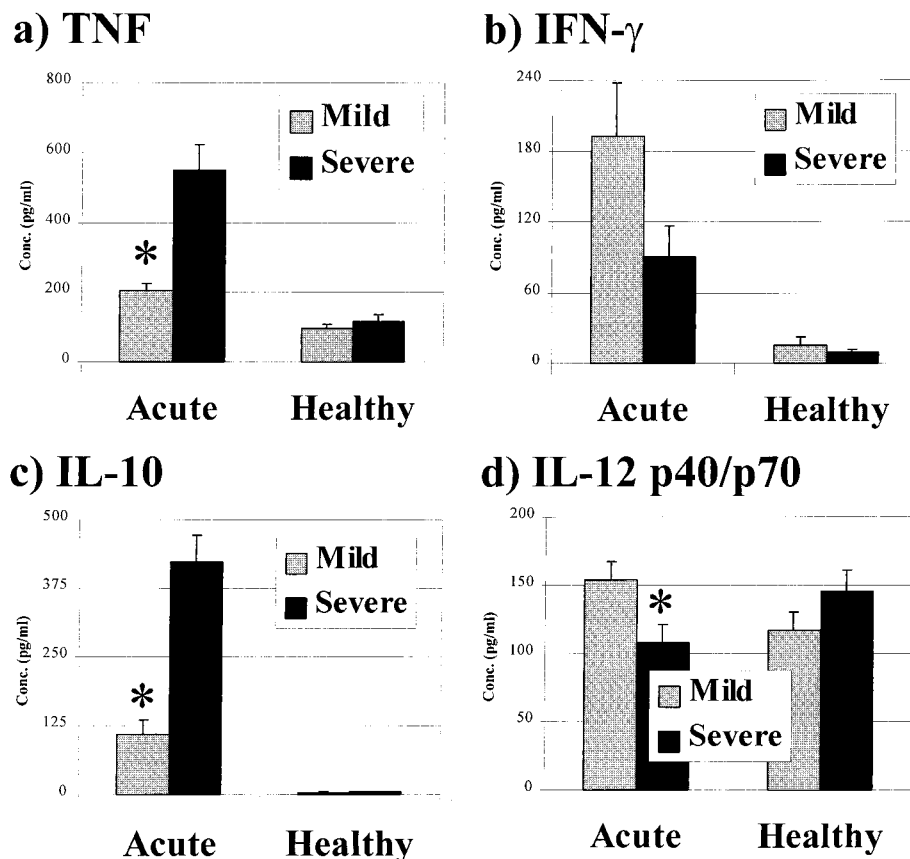 a) TNF
800
600
400
200
0
Conc. (pg/ml)
Mild
Severe
*
Acute Healthy
b) IFN-γ
240
180
120
60
0
Conc. (pg/ml)
Mild
Severe
Acute Healthy
c) IL-10
500
375
250
125
0
Conc. (pg/ml)
Mild
Severe
*
Acute Healthy
d) IL-12 p40/p70
200
150
100
50
0
Conc. (pg/ml)
*
Mild
Severe
Acute Healthy